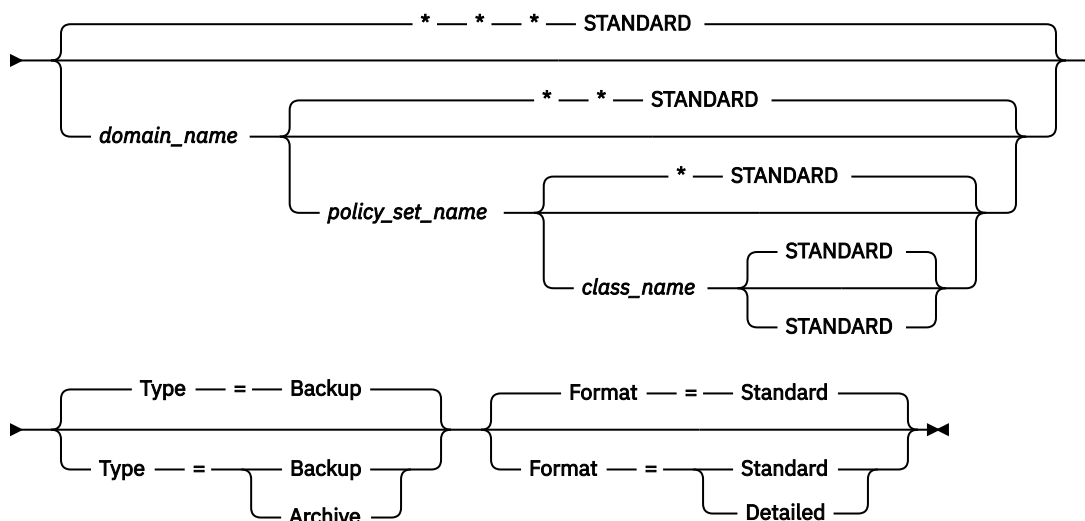 * * * STANDARD
* * STANDARD
domain_name
* STANDARD
policy_set_name
STANDARD
class_name
STANDARD
Type = Backup Format = Standard
Type = Backup Format = Standard
Archive Detailed